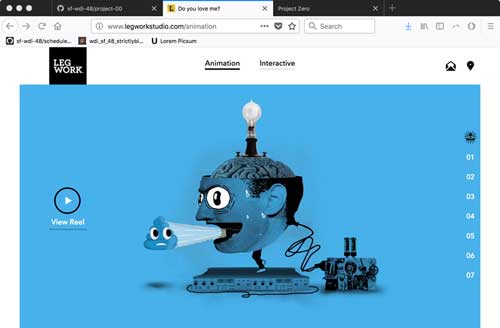 sf-wdi-48/project-00
Do you love me?
Project Zero
www.legworkstudio.com/animation
Search
sf-wdi-48/schedule...
wdi_sf_48_strictlybi...
Lorem Picsum
LEG
WORK.
Animation
Interactive
01
02
03
04
05
06
07
View Reel